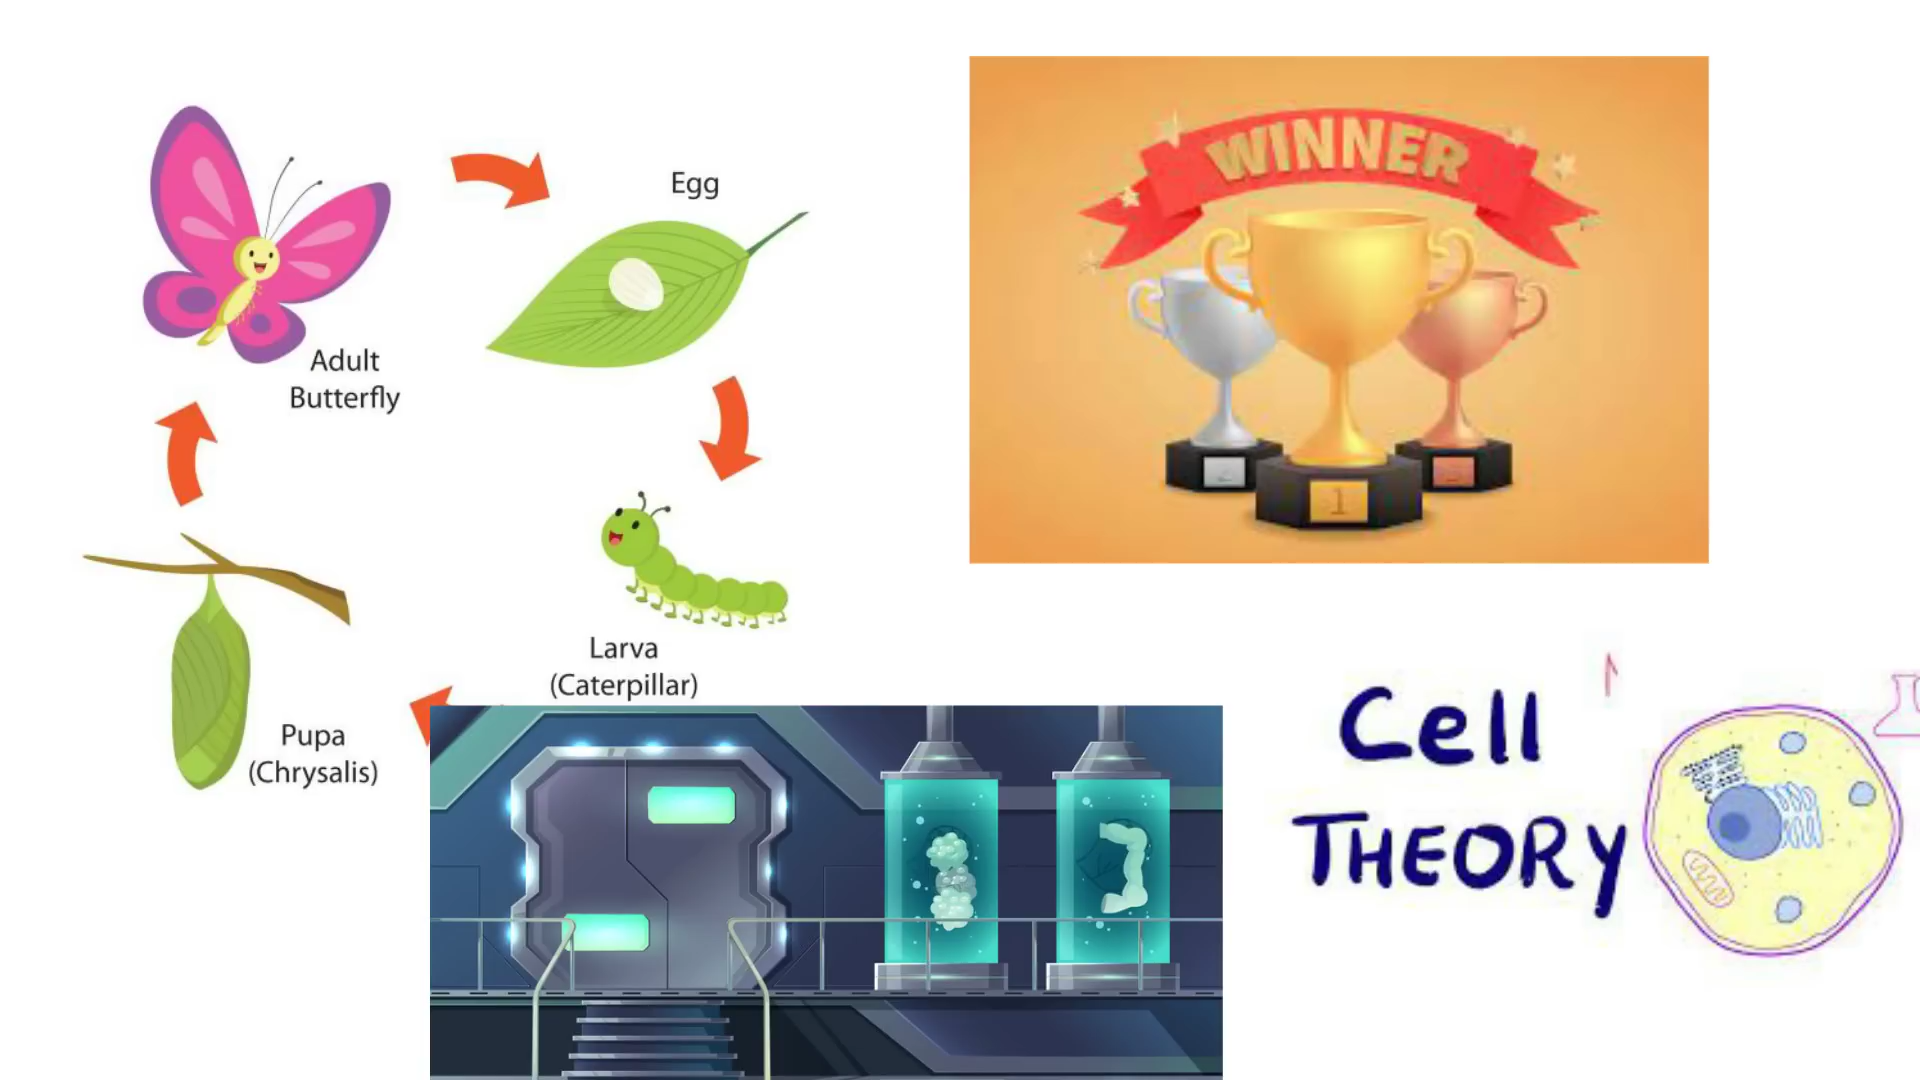 Egg
Adult
Butterfly
Larva
(Caterpillar)
Pupa
(Chrysalis)
WINNER
1
Cell
THEORY